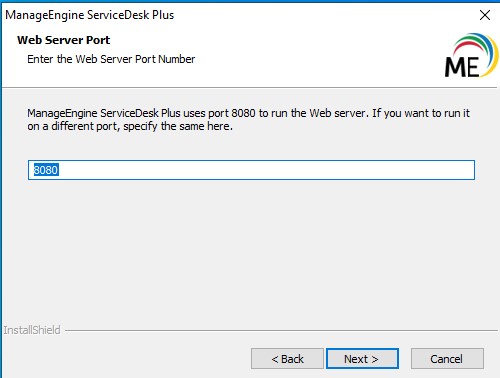 ManageEngine ServiceDesk Plus
Web Server Port
Enter the Web Server Port Number
ME
ManageEngine ServiceDesk Plus uses port 8080 to run the Web server. If you want to run it
on a different port, specify the same here.
8080
InstallShield
< Back
Next >
Cancel